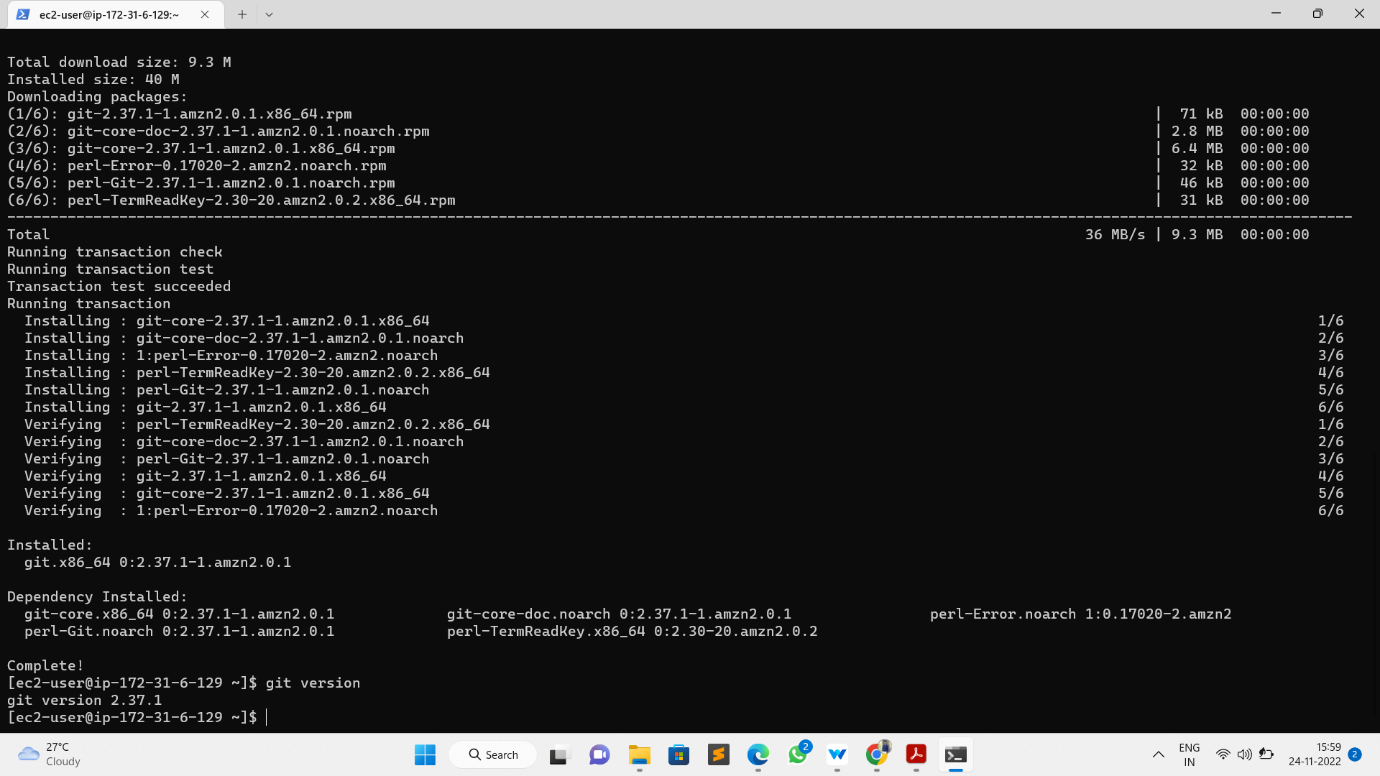 ec2-user@ip-172-31-6-129:~
Total download size: 9.3 M
Installed size: 40 M
Downloading packages:
(1/6): git-2.37.1-1.amzn2.0.1.x86_64.rpm | 71 kB 00:00:00
(2/6): git-core-doc-2.37.1-1.amzn2.0.1.noarch.rpm | 2.8 MB 00:00:00
(3/6): git-core-2.37.1-1.amzn2.0.1.x86_64.rpm | 6.4 MB 00:00:00
(4/6): perl-Error-0.17020-2.amzn2.noarch.rpm | 32 kB 00:00:00
(5/6): perl-Git-2.37.1-1.amzn2.0.1.noarch.rpm | 46 kB 00:00:00
(6/6): perl-TermReadKey-2.30-20.amzn2.0.2.x86_64.rpm | 31 kB 00:00:00
--------------------------------------------------------------------------------
Total 36 MB/s | 9.3 MB 00:00:00
Running transaction check
Running transaction test
Transaction test succeeded
Running transaction
Installing : git-core-2.37.1-1.amzn2.0.1.x86_64 1/6
Installing : git-core-doc-2.37.1-1.amzn2.0.1.noarch 2/6
Installing : 1:perl-Error-0.17020-2.amzn2.noarch 3/6
Installing : perl-TermReadKey-2.30-20.amzn2.0.2.x86_64 4/6
Installing : perl-Git-2.37.1-1.amzn2.0.1.noarch 5/6
Installing : git-2.37.1-1.amzn2.0.1.x86_64 6/6
Verifying : perl-TermReadKey-2.30-20.amzn2.0.2.x86_64 1/6
Verifying : git-core-doc-2.37.1-1.amzn2.0.1.noarch 2/6
Verifying : perl-Git-2.37.1-1.amzn2.0.1.noarch 3/6
Verifying : git-2.37.1-1.amzn2.0.1.x86_64 4/6
Verifying : git-core-2.37.1-1.amzn2.0.1.x86_64 5/6
Verifying : 1:perl-Error-0.17020-2.amzn2.noarch 6/6
Installed:
git.x86_64 0:2.37.1-1.amzn2.0.1
Dependency Installed:
git-core.x86_64 0:2.37.1-1.amzn2.0.1 git-core-doc.noarch 0:2.37.1-1.amzn2.0.1 perl-Error.noarch 1:0.17020-2.amzn2
perl-Git.noarch 0:2.37.1-1.amzn2.0.1 perl-TermReadKey.x86_64 0:2.30-20.amzn2.0.2
Complete!
[ec2-user@ip-172-31-6-129 ~]$ git version
git version 2.37.1
[ec2-user@ip-172-31-6-129 ~]$
27°C
Cloudy
Search
2
ENG
IN
15:59
24-11-2022
2